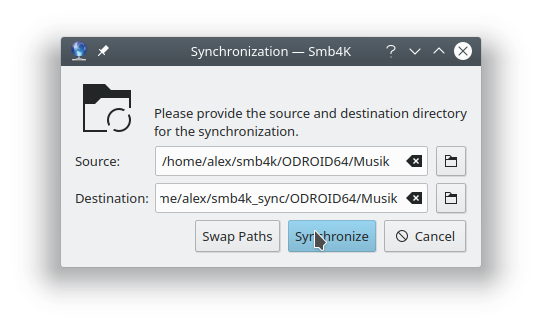 Synchronization — Smb4K
Please provide the source and destination directory
for the synchronization.
Source: /home/alex/smb4k/ODROID64/Musik
Destination: me/alex/smb4k_sync/ODROID64/Musik
Swap Paths Synchronize Cancel